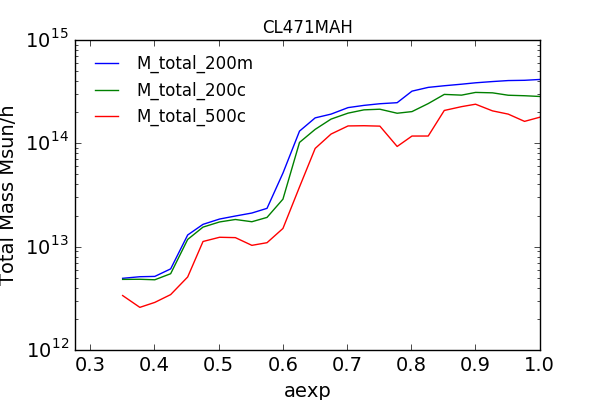 CL471MAH
10^15
10^14
10^13
10^12
Total Mass Msun/h
M_total_200m
M_total_200c
M_total_500c
0.3 0.4 0.5 0.6 0.7 0.8 0.9 1.0
aexp